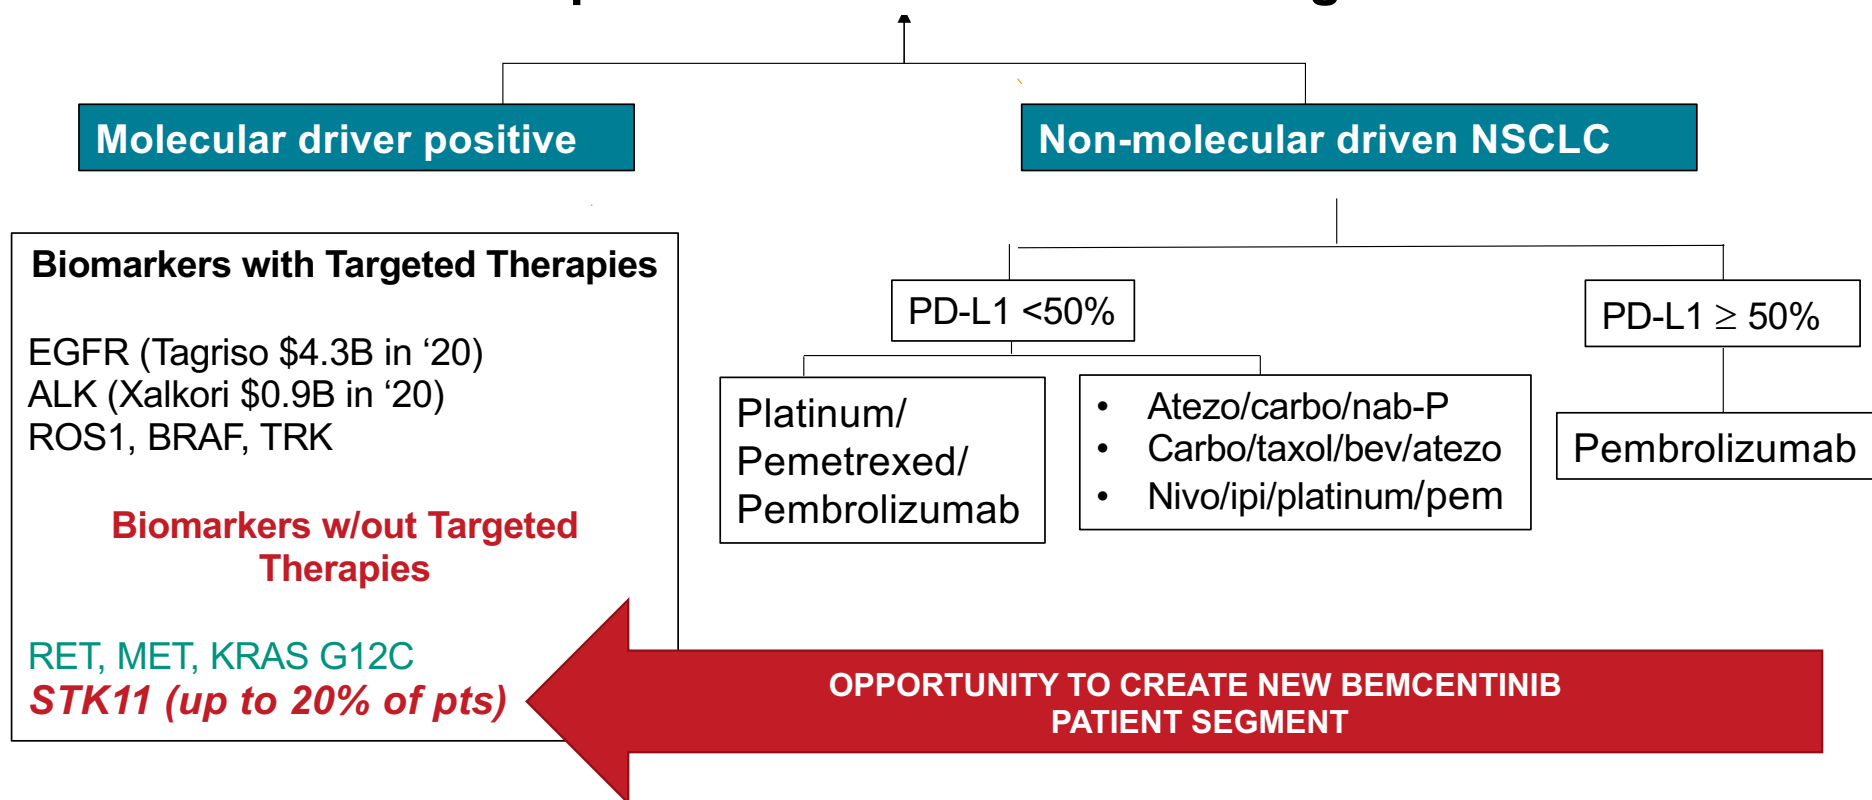 Molecular driver positive
Non-molecular driven NSCLC
Biomarkers with Targeted Therapies
EGFR (Tagriso $4.3B in ‘20)
ALK (Xalkori $0.9B in ‘20)
ROS1, BRAF, TRK
Biomarkers w/out Targeted
Therapies
RET, MET, KRAS G12C
STK11 (up to 20% of pts)
PD-L1 <50%
PD-L1 ≥ 50%
Platinum/
Pemetrexed/
Pembrolizumab
• Atezo/carbo/nab-P
• Carbo/taxol/bev/atezo
• Nivo/ipi/platinum/pem
Pembrolizumab
OPPORTUNITY TO CREATE NEW BEMCENTINIB
PATIENT SEGMENT